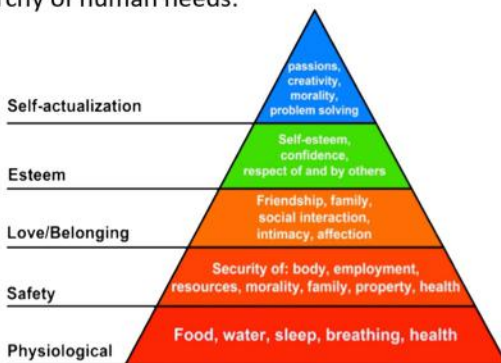 of human needs:
passions,
creativity,
morality,
problem solving
Self-actualization
Self-esteem,
confidence,
respect of and by others
Esteem
Friendship, family,
social interaction,
intimacy, affection
Love/Belonging
Security of: body, employment,
resources, morality, family, property, health
Safety
Food, water, sleep, breathing, health
Physiological